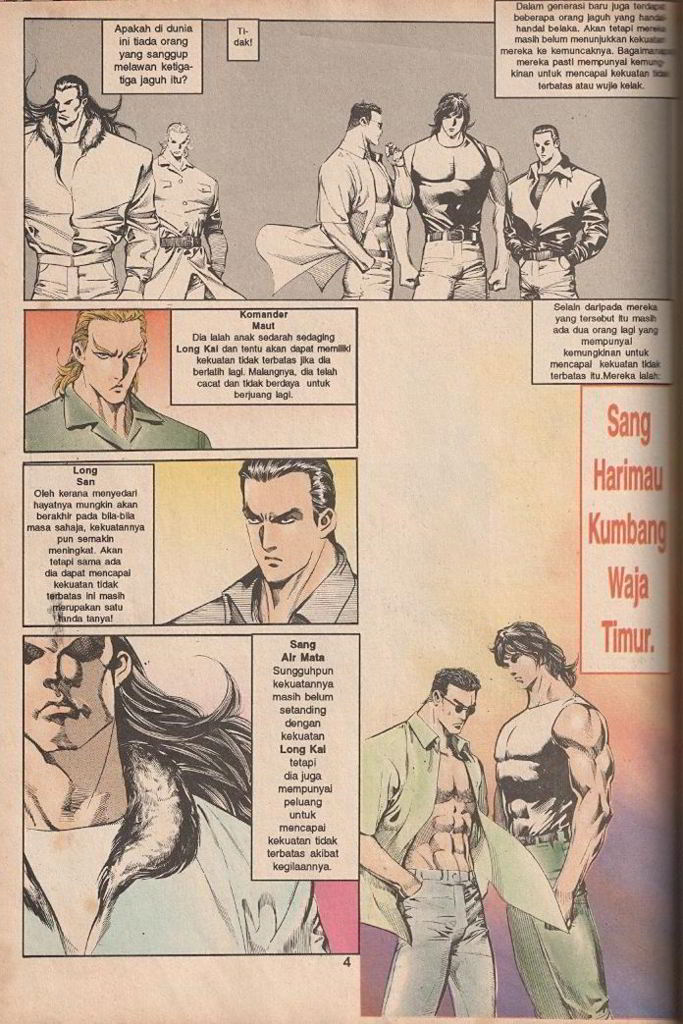 Apakah di dunia
ini tiada orang
yang sanggup
melawan ketiga-
tiga jaguh itu?
Ti-
dak!
Dalam generasi baru juga terdapat
beberapa orang jaguh yang handal-
handal belaka. Akan tetapi mereka
masih belum menunjukkan kekuatan
mereka ke kemuncaknya. Bagaimanapun
mereka pasti mempunyai kemung-
kinan untuk mencapai kekuatan tidak
terbatas atau wujie kelak.
Komander
Maut
Dia ialah anak sedarah sedaging
Long Kai dan tentu akan dapat memiliki
kekuatan tidak terbatas jika dia
berlatih lagi. Malangnya, dia telah
cacat dan tidak berdaya untuk
berjuang lagi.
Selain daripada mereka
yang tersebut itu masih
ada dua orang lagi yang
mempunyai
kemungkinan untuk
mencapai kekuatan tidak
terbatas itu.Mereka ialah:
Long
San
Oleh kerana menyedari
hayatnya mungkin akan
berakhir pada bila-bila
masa sahaja, kekuatannya
pun semakin
meningkat. Akan
tetapi sama ada
dia dapat mencapai
kekuatan tidak
terbatas ini masih
merupakan satu
tanda tanya!
Sang
Harimau
Kumbang
Waja
Timur.
Sang
Air Mata
Sungguhpun
kekuatannya
masih belum
setanding
dengan
kekuatan
Long Kai
tetapi
dia juga
mempunyai
peluang
untuk
mencapai
kekuatan tidak
terbatas akibat
kegilaannya.
4